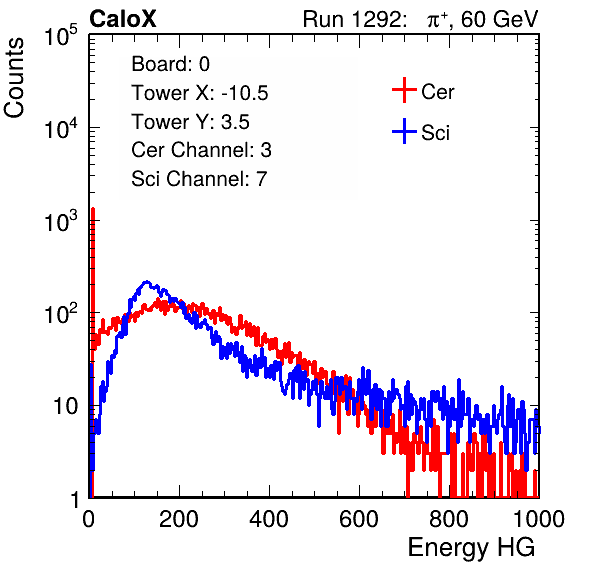 CaloX Run 1292: π⁺, 60 GeV
Counts
Board: 0
Tower X: -10.5
Tower Y: 3.5
Cer Channel: 3
Sci Channel: 7
Cer
Sci
10⁵
10⁴
10³
10²
10
1
0 200 400 600 800 1000
Energy HG